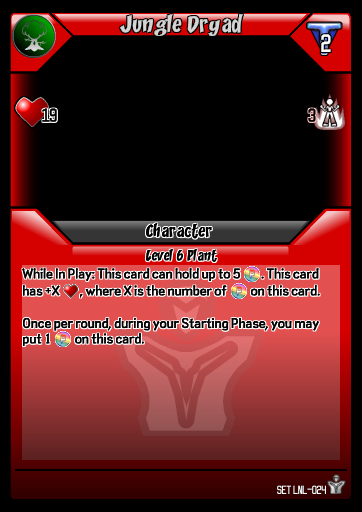 Jungle Dryad
2
19
3
Character
Level 6 Plant
While In Play: This card can hold up to 5 . This card
has +X , where X is the number of on this card.
Once per round, during your Starting Phase, you may
put 1 on this card.
SET LNL-024